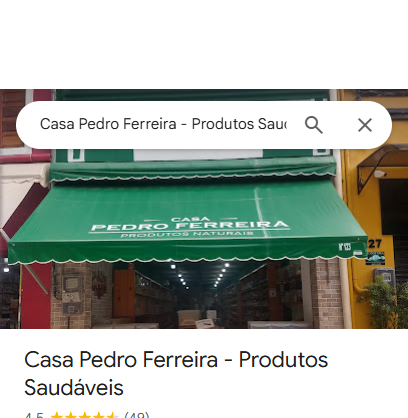 Casa Pedro Ferreira - Produtos Saud
CASA
PEDRO FERREIRA
PRODUTOS NATURAIS
Nº 123
27
Casa Pedro Ferreira - Produtos
Saudáveis
4,5 (49)